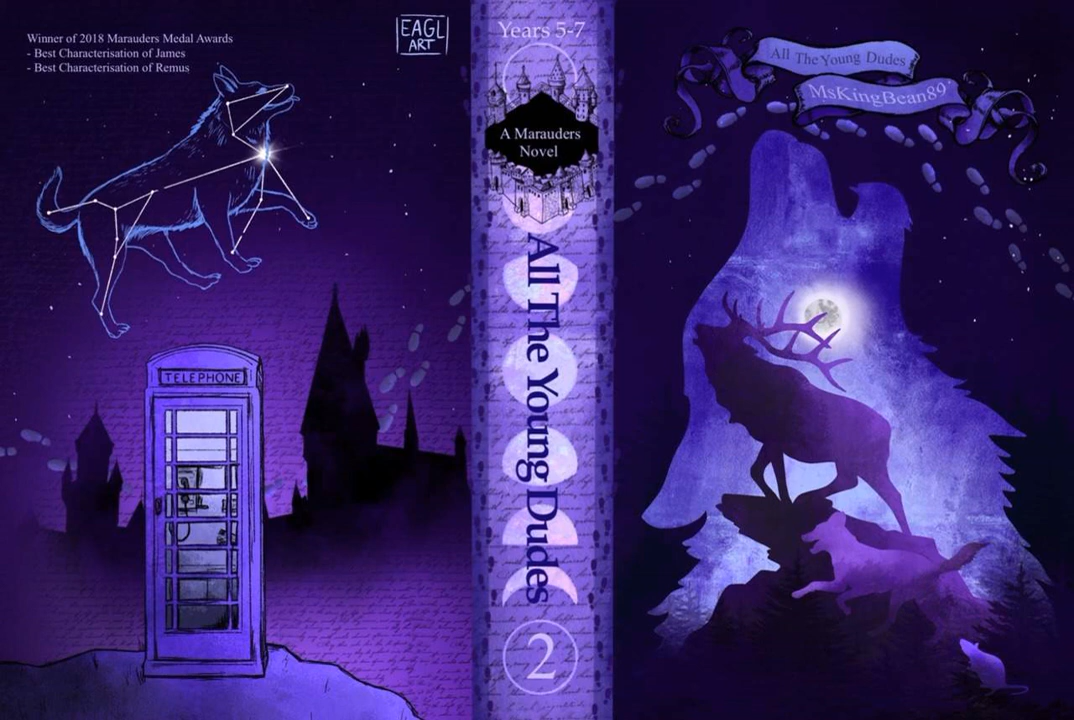 Winner of 2018 Marauders Medal Awards
- Best Characterisation of James
- Best Characterisation of Remus
EAGL
ART
TELEPHONE
Years 5-7
A Marauders
Novel
All The Young Dudes
2
All The Young Dudes
MsKingBean89